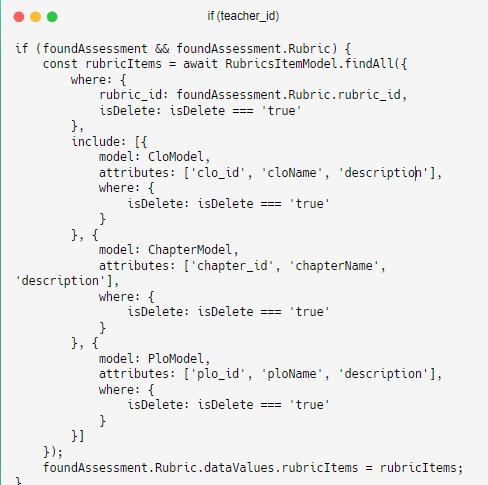 if (teacher_id)
if (foundAssessment && foundAssessment.Rubric) {
    const rubricItems = await RubricsItemModel.findAll({
        where: {
            rubric_id: foundAssessment.Rubric.rubric_id,
            isDelete: isDelete === 'true'
        },
        include: [{
            model: CloModel,
            attributes: ['clo_id', 'cloName', 'description'],
            where: {
                isDelete: isDelete === 'true'
            }
        }, {
            model: ChapterModel,
            attributes: ['chapter_id', 'chapterName',
'description'],
            where: {
                isDelete: isDelete === 'true'
            }
        }, {
            model: PloModel,
            attributes: ['plo_id', 'ploName', 'description'],
            where: {
                isDelete: isDelete === 'true'
            }
        }]
    });
    foundAssessment.Rubric.dataValues.rubricItems = rubricItems;
}